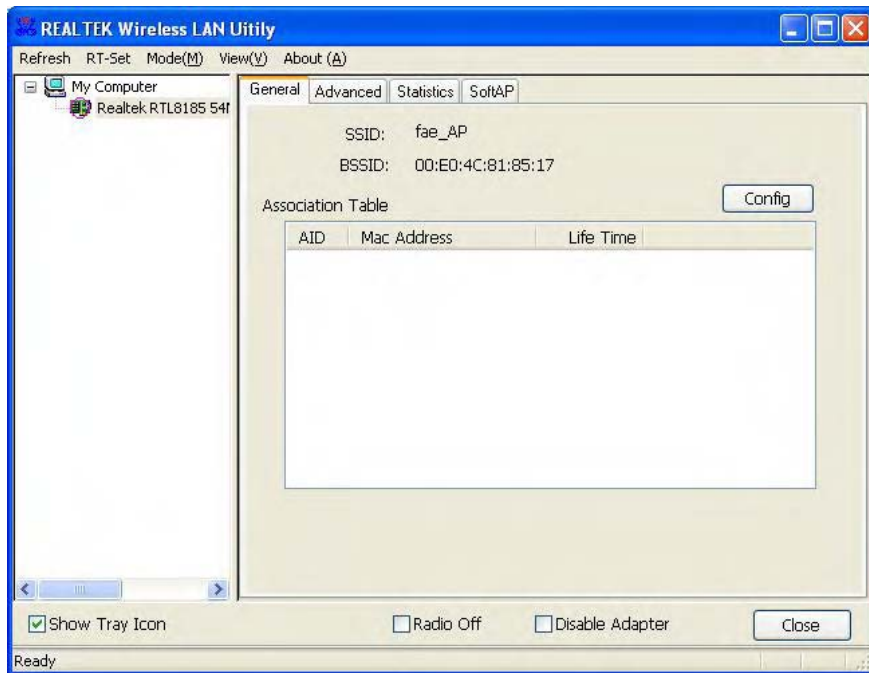 REALTEK Wireless LAN Uitily
Refresh RT-Set Mode(M) View(V) About (A)
My Computer
Realtek RTL8185 54M
General Advanced Statistics SoftAP
SSID: fae_AP
BSSID: 00:E0:4C:81:85:17
Config
Association Table
AID Mac Address Life Time
Show Tray Icon Radio Off Disable Adapter Close
Ready